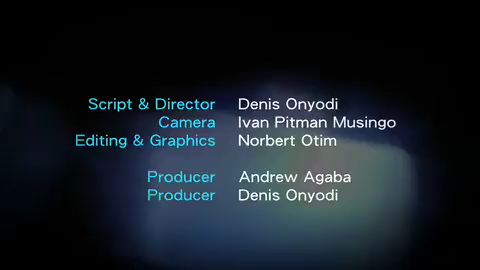 Script & Director Denis Onyodi
Camera Ivan Pitman Musingo
Editing & Graphics Norbert Otim
Producer Andrew Agaba
Producer Denis Onyodi